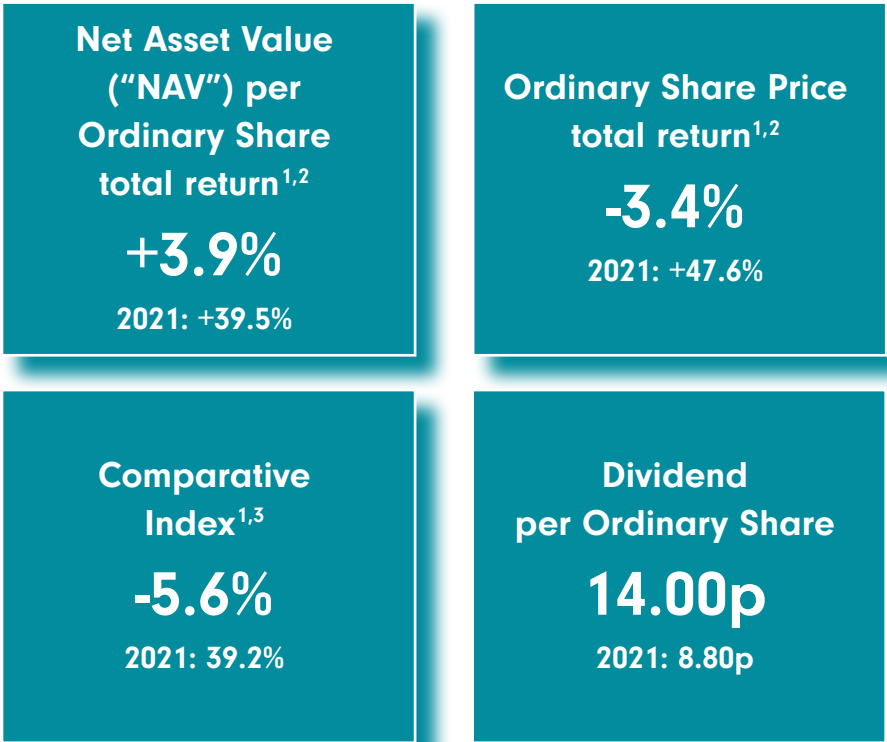 Net Asset Value
(“NAV”) per
Ordinary Share
total return1,2
+3.9%
2021: +39.5%
Ordinary Share Price
total return1,2
-3.4%
2021: +47.6%
Comparative
Index1,3
-5.6%
2021: 39.2%
Dividend
per Ordinary Share
14.00p
2021: 8.80p